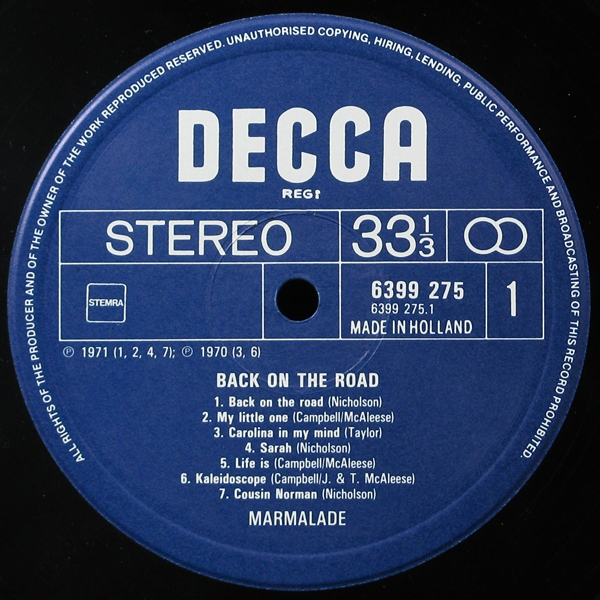 ALL RIGHTS OF THE PRODUCER AND OF THE OWNER OF THE WORK REPRODUCED RESERVED. UNAUTHORISED COPYING, HIRING, LENDING, PUBLIC PERFORMANCE AND BROADCASTING OF THIS RECORD PROHIBITED.
DECCA
REGD
STEREO 33 1/3
STEMRA
6399 275
6399 275.1
MADE IN HOLLAND
1
℗ 1971 (1, 2, 4, 7); ℗ 1970 (3, 6)
BACK ON THE ROAD
1. Back on the road (Nicholson)
2. My little one (Campbell/McAleese)
3. Carolina in my mind (Taylor)
4. Sarah (Nicholson)
5. Life is (Campbell/McAleese)
6. Kaleidoscope (Campbell/J. & T. McAleese)
7. Cousin Norman (Nicholson)
MARMALADE